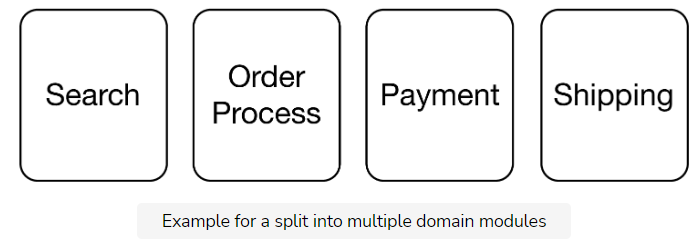 Search
Order
Process
Payment
Shipping
Example for a split into multiple domain modules